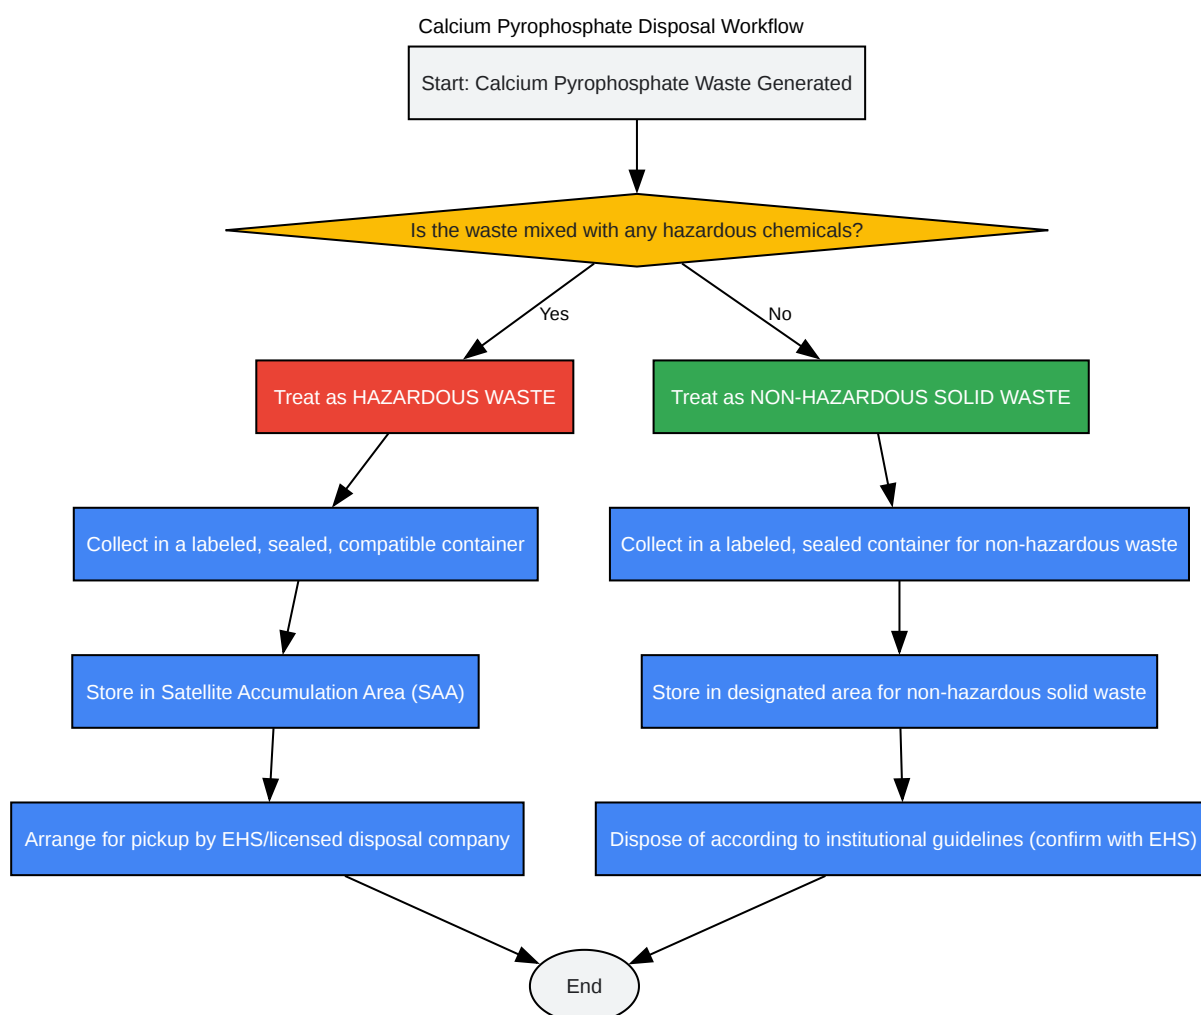 Calcium Pyrophosphate Disposal Workflow
Start: Calcium Pyrophosphate Waste Generated
Is the waste mixed with any hazardous chemicals?
Yes
No
Treat as HAZARDOUS WASTE
Treat as NON-HAZARDOUS SOLID WASTE
Collect in a labeled, sealed, compatible container
Collect in a labeled, sealed container for non-hazardous waste
Store in Satellite Accumulation Area (SAA)
Store in designated area for non-hazardous solid waste
Arrange for pickup by EHS/licensed disposal company
Dispose of according to institutional guidelines (confirm with EHS)
End